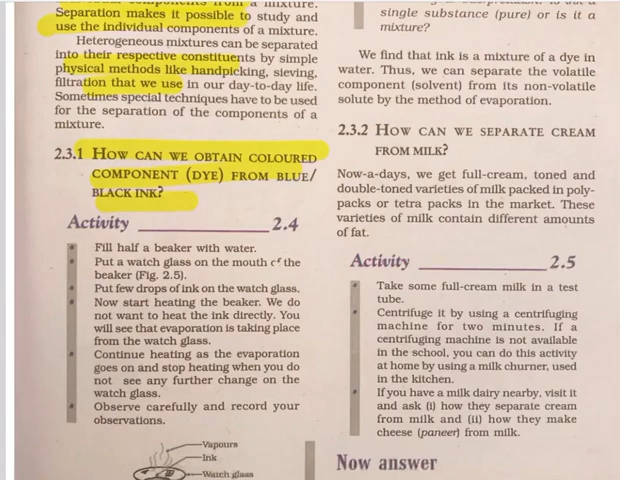 a mixture.
Separation makes it possible to study and
use the individual components of a mixture.
Heterogeneous mixtures can be separated
into their respective constituents by simple
physical methods like handpicking, sieving,
filtration that we use in our day-to-day life.
Sometimes special techniques have to be used
for the separation of the components of a
mixture.
2.3.1 HOW CAN WE OBTAIN COLOURED
COMPONENT (DYE) FROM BLUE/
BLACK INK?
Activity 2.4
• Fill half a beaker with water.
• Put a watch glass on the mouth of the
beaker (Fig. 2.5).
• Put few drops of ink on the watch glass.
• Now start heating the beaker. We do
not want to heat the ink directly. You
will see that evaporation is taking place
from the watch glass.
• Continue heating as the evaporation
goes on and stop heating when you do
not see any further change on the
watch glass.
• Observe carefully and record your
observations.
Vapours
Ink
Watch glass
single substance (pure) or is it a
mixture?
We find that ink is a mixture of a dye in
water. Thus, we can separate the volatile
component (solvent) from its non-volatile
solute by the method of evaporation.
2.3.2 HOW CAN WE SEPARATE CREAM
FROM MILK?
Now-a-days, we get full-cream, toned and
double-toned varieties of milk packed in poly-
packs or tetra packs in the market. These
varieties of milk contain different amounts
of fat.
Activity 2.5
• Take some full-cream milk in a test
tube.
• Centrifuge it by using a centrifuging
machine for two minutes. If a
centrifuging machine is not available
in the school, you can do this activity
at home by using a milk churner, used
in the kitchen.
• If you have a milk dairy nearby, visit it
and ask (i) how they separate cream
from milk and (ii) how they make
cheese (paneer) from milk.
Now answer